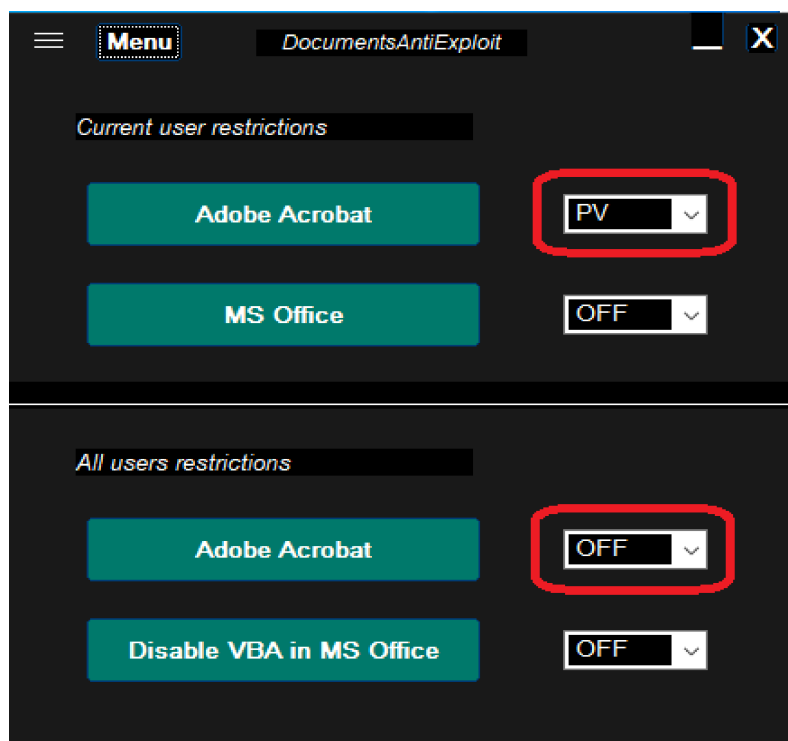 Menu DocumentsAntiExploit _ X
Current user restrictions
Adobe Acrobat PV
MS Office OFF
All users restrictions
Adobe Acrobat OFF
Disable VBA in MS Office OFF